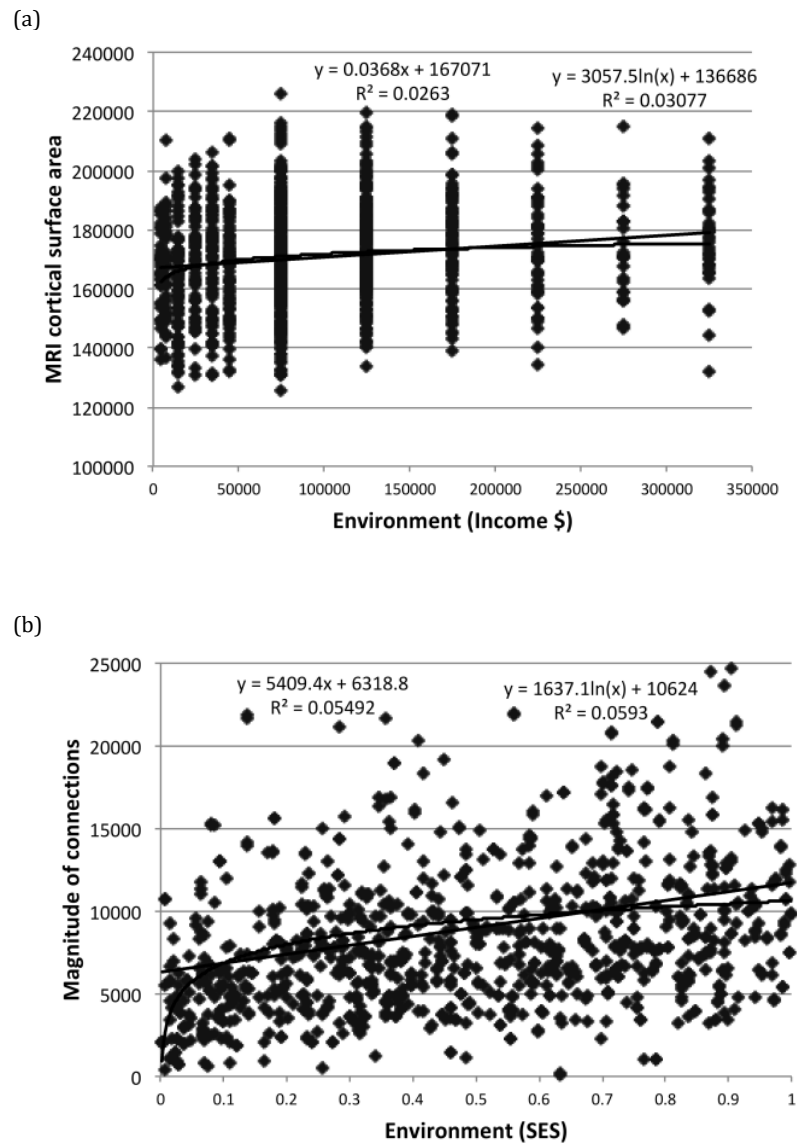 (a)
240000
220000
200000
180000
160000
140000
120000
100000
MRI cortical surface area
y = 0.0368x + 167071
R² = 0.0263
y = 3057.5ln(x) + 136686
R² = 0.03077
0 50000 100000 150000 200000 250000 300000 350000
Environment (Income $)
(b)
25000
20000
15000
10000
5000
0
Magnitude of connections
y = 5409.4x + 6318.8
R² = 0.05492
y = 1637.1ln(x) + 10624
R² = 0.0593
0 0.1 0.2 0.3 0.4 0.5 0.6 0.7 0.8 0.9 1
Environment (SES)